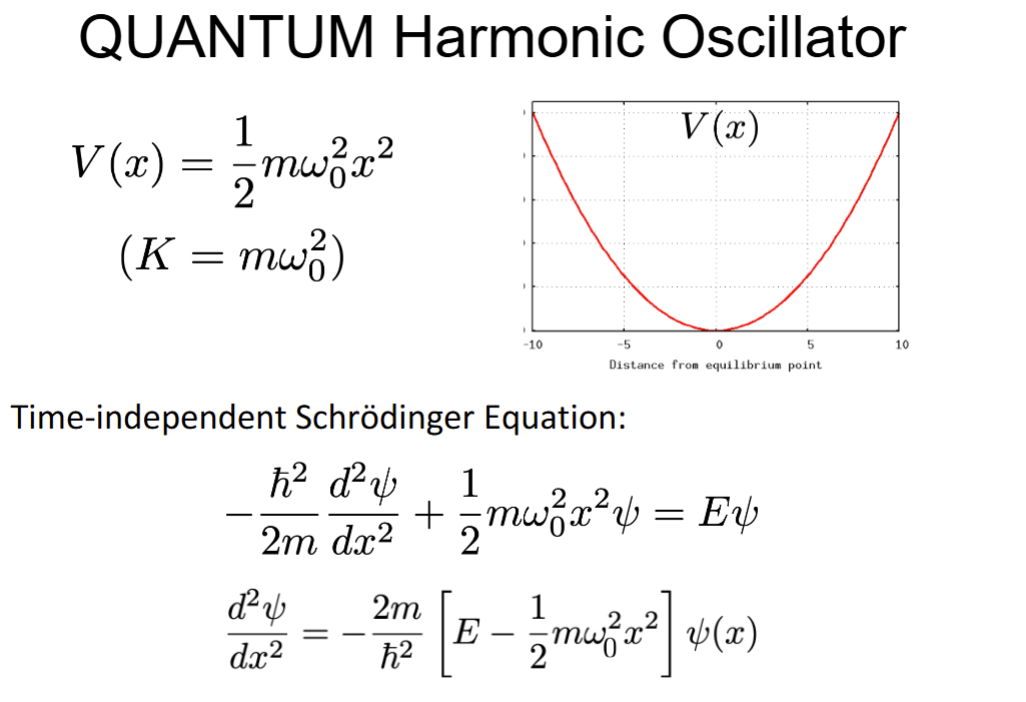 QUANTUM Harmonic Oscillator
V(x) = \frac{1}{2} m\omega_0^2 x^2
(K = m\omega_0^2)
V(x)
-10 -5 0 5 10
Distance from equilibrium point
Time-independent Schrödinger Equation:
-\frac{\hbar^2}{2m} \frac{d^2\psi}{dx^2} + \frac{1}{2} m\omega_0^2 x^2 \psi = E\psi
\frac{d^2\psi}{dx^2} = -\frac{2m}{\hbar^2} \left[ E - \frac{1}{2} m\omega_0^2 x^2 \right] \psi(x)